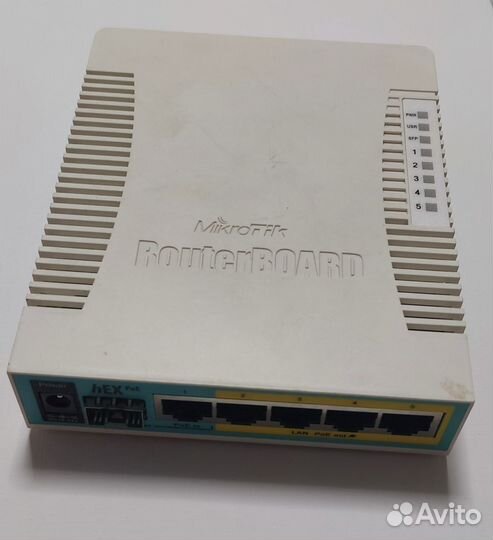 PWR
USR
SFP
1
2
3
4
5
MikroTik
RouterBOARD
Power
hEX PoE
1 2 3 4 5
PoE in
LAN PoE out
Avito